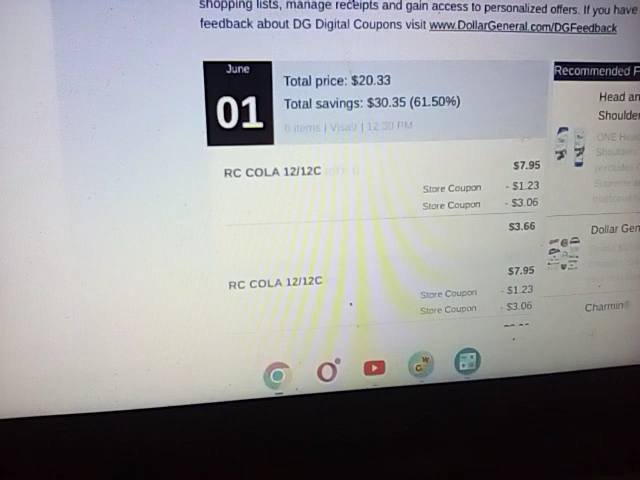 shopping lists, manage receipts and gain access to personalized offers. If you have
feedback about DG Digital Coupons visit www.DollarGeneral.com/DGFeedback
June
01
Total price: $20.33
Total savings: $30.35 (61.50%)
6 items | Visa® | 12:30 PM
RC COLA 12/12C
$7.95
Store Coupon - $1.23
Store Coupon - $3.06
$3.66
RC COLA 12/12C
$7.95
Store Coupon - $1.23
Store Coupon - $3.06
Recommended F
Head an
Shoulder
ONE Head
Shoulde
Dollar Gen
Charmin®